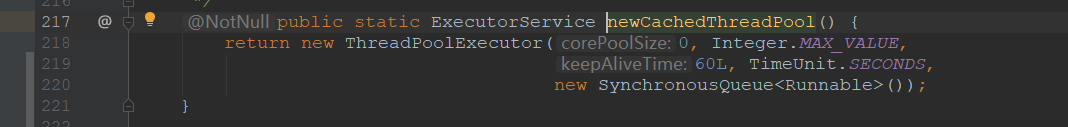 216 */
217 @ @NotNull public static ExecutorService newCachedThreadPool() {
218 return new ThreadPoolExecutor( corePoolSize: 0, Integer.MAX_VALUE,
219 keepAliveTime: 60L, TimeUnit.SECONDS,
220 new SynchronousQueue<Runnable>());
221 }
222